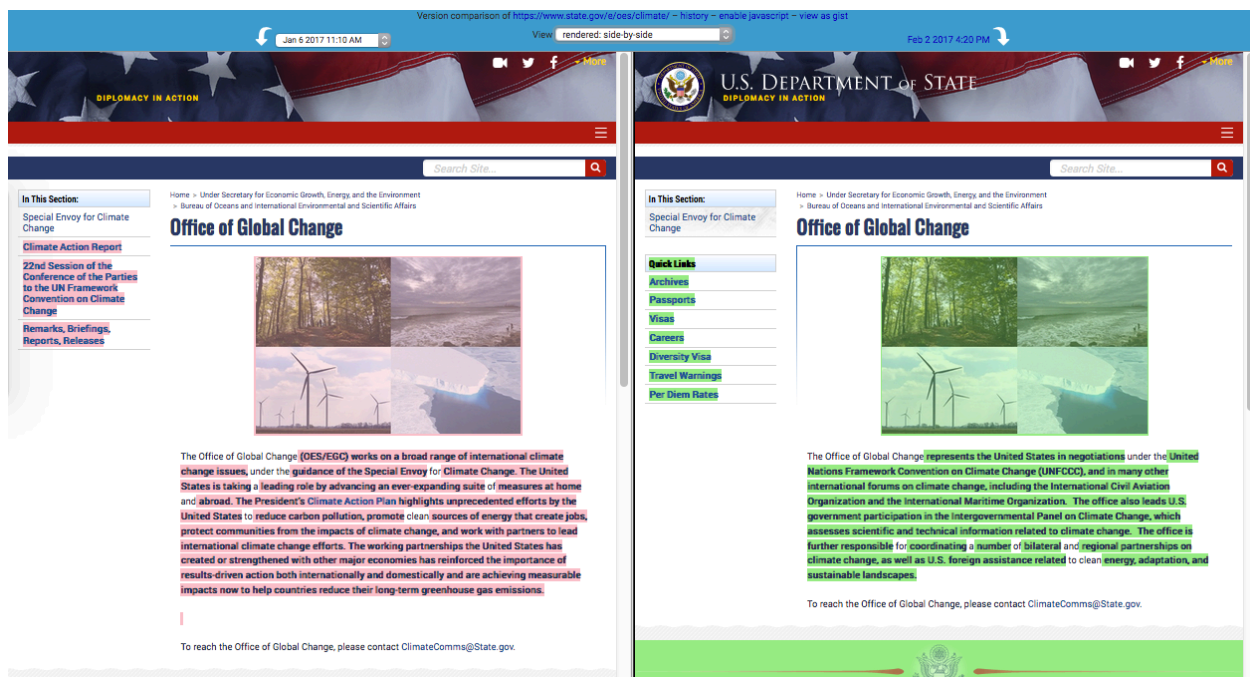 Version comparison of https://www.state.gov/e/oes/climate/ – history – enable javascript – view as gist
Jan 6 2017 11:10 AM
View rendered: side-by-side
Feb 2 2017 4:20 PM
More
DIPLOMACY IN ACTION
Search Site...
In This Section:
Special Envoy for Climate
Change
Climate Action Report
22nd Session of the
Conference of the Parties
to the UN Framework
Convention on Climate
Change
Remarks, Briefings,
Reports, Releases
Home > Under Secretary for Economic Growth, Energy, and the Environment
> Bureau of Oceans and International Environmental and Scientific Affairs
Office of Global Change
The Office of Global Change (OES/EGC) works on a broad range of international climate
change issues, under the guidance of the Special Envoy for Climate Change. The United
States is taking a leading role by advancing an ever-expanding suite of measures at home
and abroad. The President's Climate Action Plan highlights unprecedented efforts by the
United States to reduce carbon pollution, promote clean sources of energy that create jobs,
protect communities from the impacts of climate change, and work with partners to lead
international climate change efforts. The working partnerships the United States has
created or strengthened with other major economies has reinforced the importance of
results-driven action both internationally and domestically and are achieving measurable
impacts now to help countries reduce their long-term greenhouse gas emissions.
To reach the Office of Global Change, please contact ClimateComms@State.gov.
More
U.S. DEPARTMENT OF STATE
DIPLOMACY IN ACTION
Search Site...
In This Section:
Special Envoy for Climate
Change
Quick Links
Archives
Passports
Visas
Careers
Diversity Visa
Travel Warnings
Per Diem Rates
Home > Under Secretary for Economic Growth, Energy, and the Environment
> Bureau of Oceans and International Environmental and Scientific Affairs
Office of Global Change
The Office of Global Change represents the United States in negotiations under the United
Nations Framework Convention on Climate Change (UNFCCC), and in many other
international forums on climate change, including the International Civil Aviation
Organization and the International Maritime Organization.  The office also leads U.S.
government participation in the Intergovernmental Panel on Climate Change, which
assesses scientific and technical information related to climate change.  The office is
further responsible for coordinating a number of bilateral and regional partnerships on
climate change, as well as U.S. foreign assistance related to clean energy, adaptation, and
sustainable landscapes.
To reach the Office of Global Change, please contact ClimateComms@State.gov.